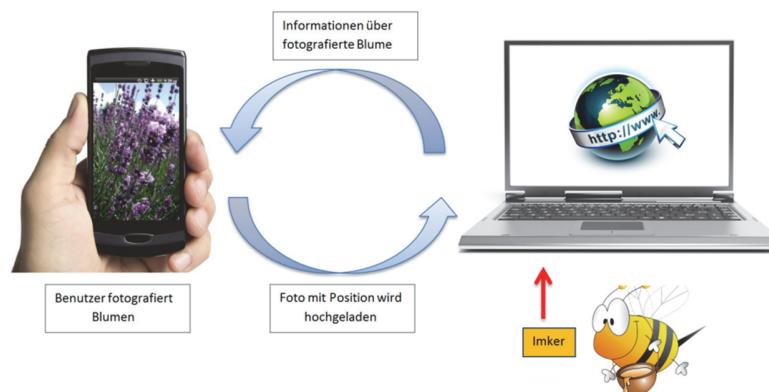 Informationen über
fotografierte Blume
http://www.
Benutzer fotografiert
Blumen
Foto mit Position wird
hochgeladen
Imker